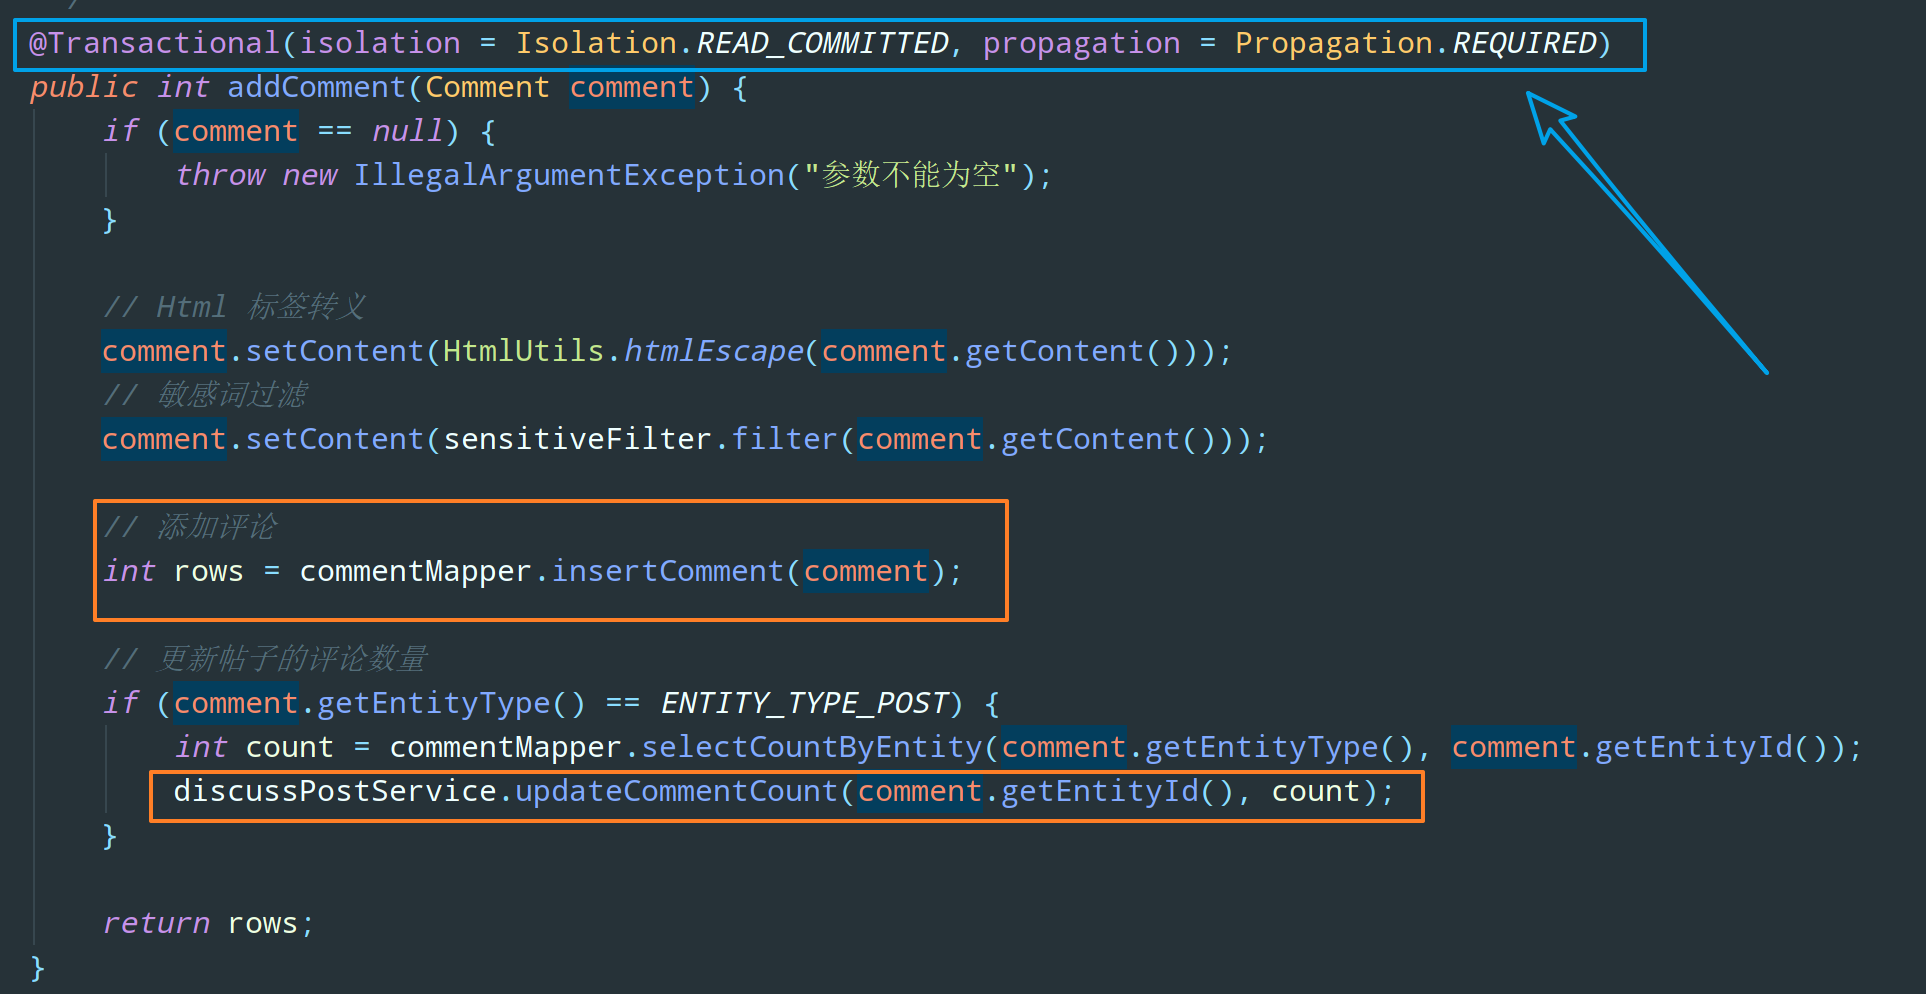 @Transactional(isolation = Isolation.READ_COMMITTED, propagation = Propagation.REQUIRED)
public int addComment(Comment comment) {
if (comment == null) {
throw new IllegalArgumentException("参数不能为空");
}
// Html 标签转义
comment.setContent(HtmlUtils.htmlEscape(comment.getContent()));
// 敏感词过滤
comment.setContent(sensitiveFilter.filter(comment.getContent()));
// 添加评论
int rows = commentMapper.insertComment(comment);
// 更新帖子的评论数量
if (comment.getEntityType() == ENTITY_TYPE_POST) {
int count = commentMapper.selectCountByEntity(comment.getEntityType(), comment.getEntityId());
discussPostService.updateCommentCount(comment.getEntityId(), count);
}
return rows;
}